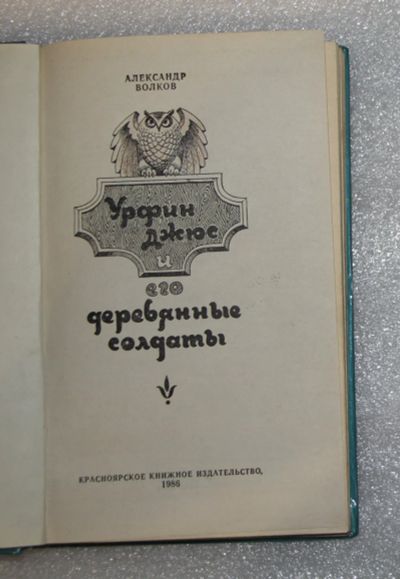 АЛЕКСАНДР
ВОЛКОВ
Урфин
джюс
и
его
деревянные
солдаты
КРАСНОЯРСКОЕ КНИЖНОЕ ИЗДАТЕЛЬСТВО,
1986